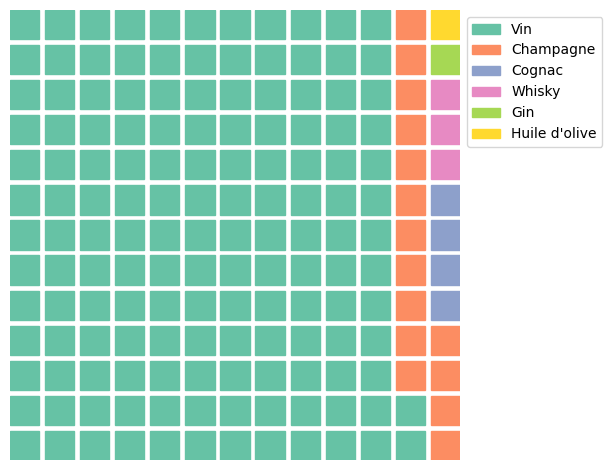 Vin
Champagne
Cognac
Whisky
Gin
Huile d'olive